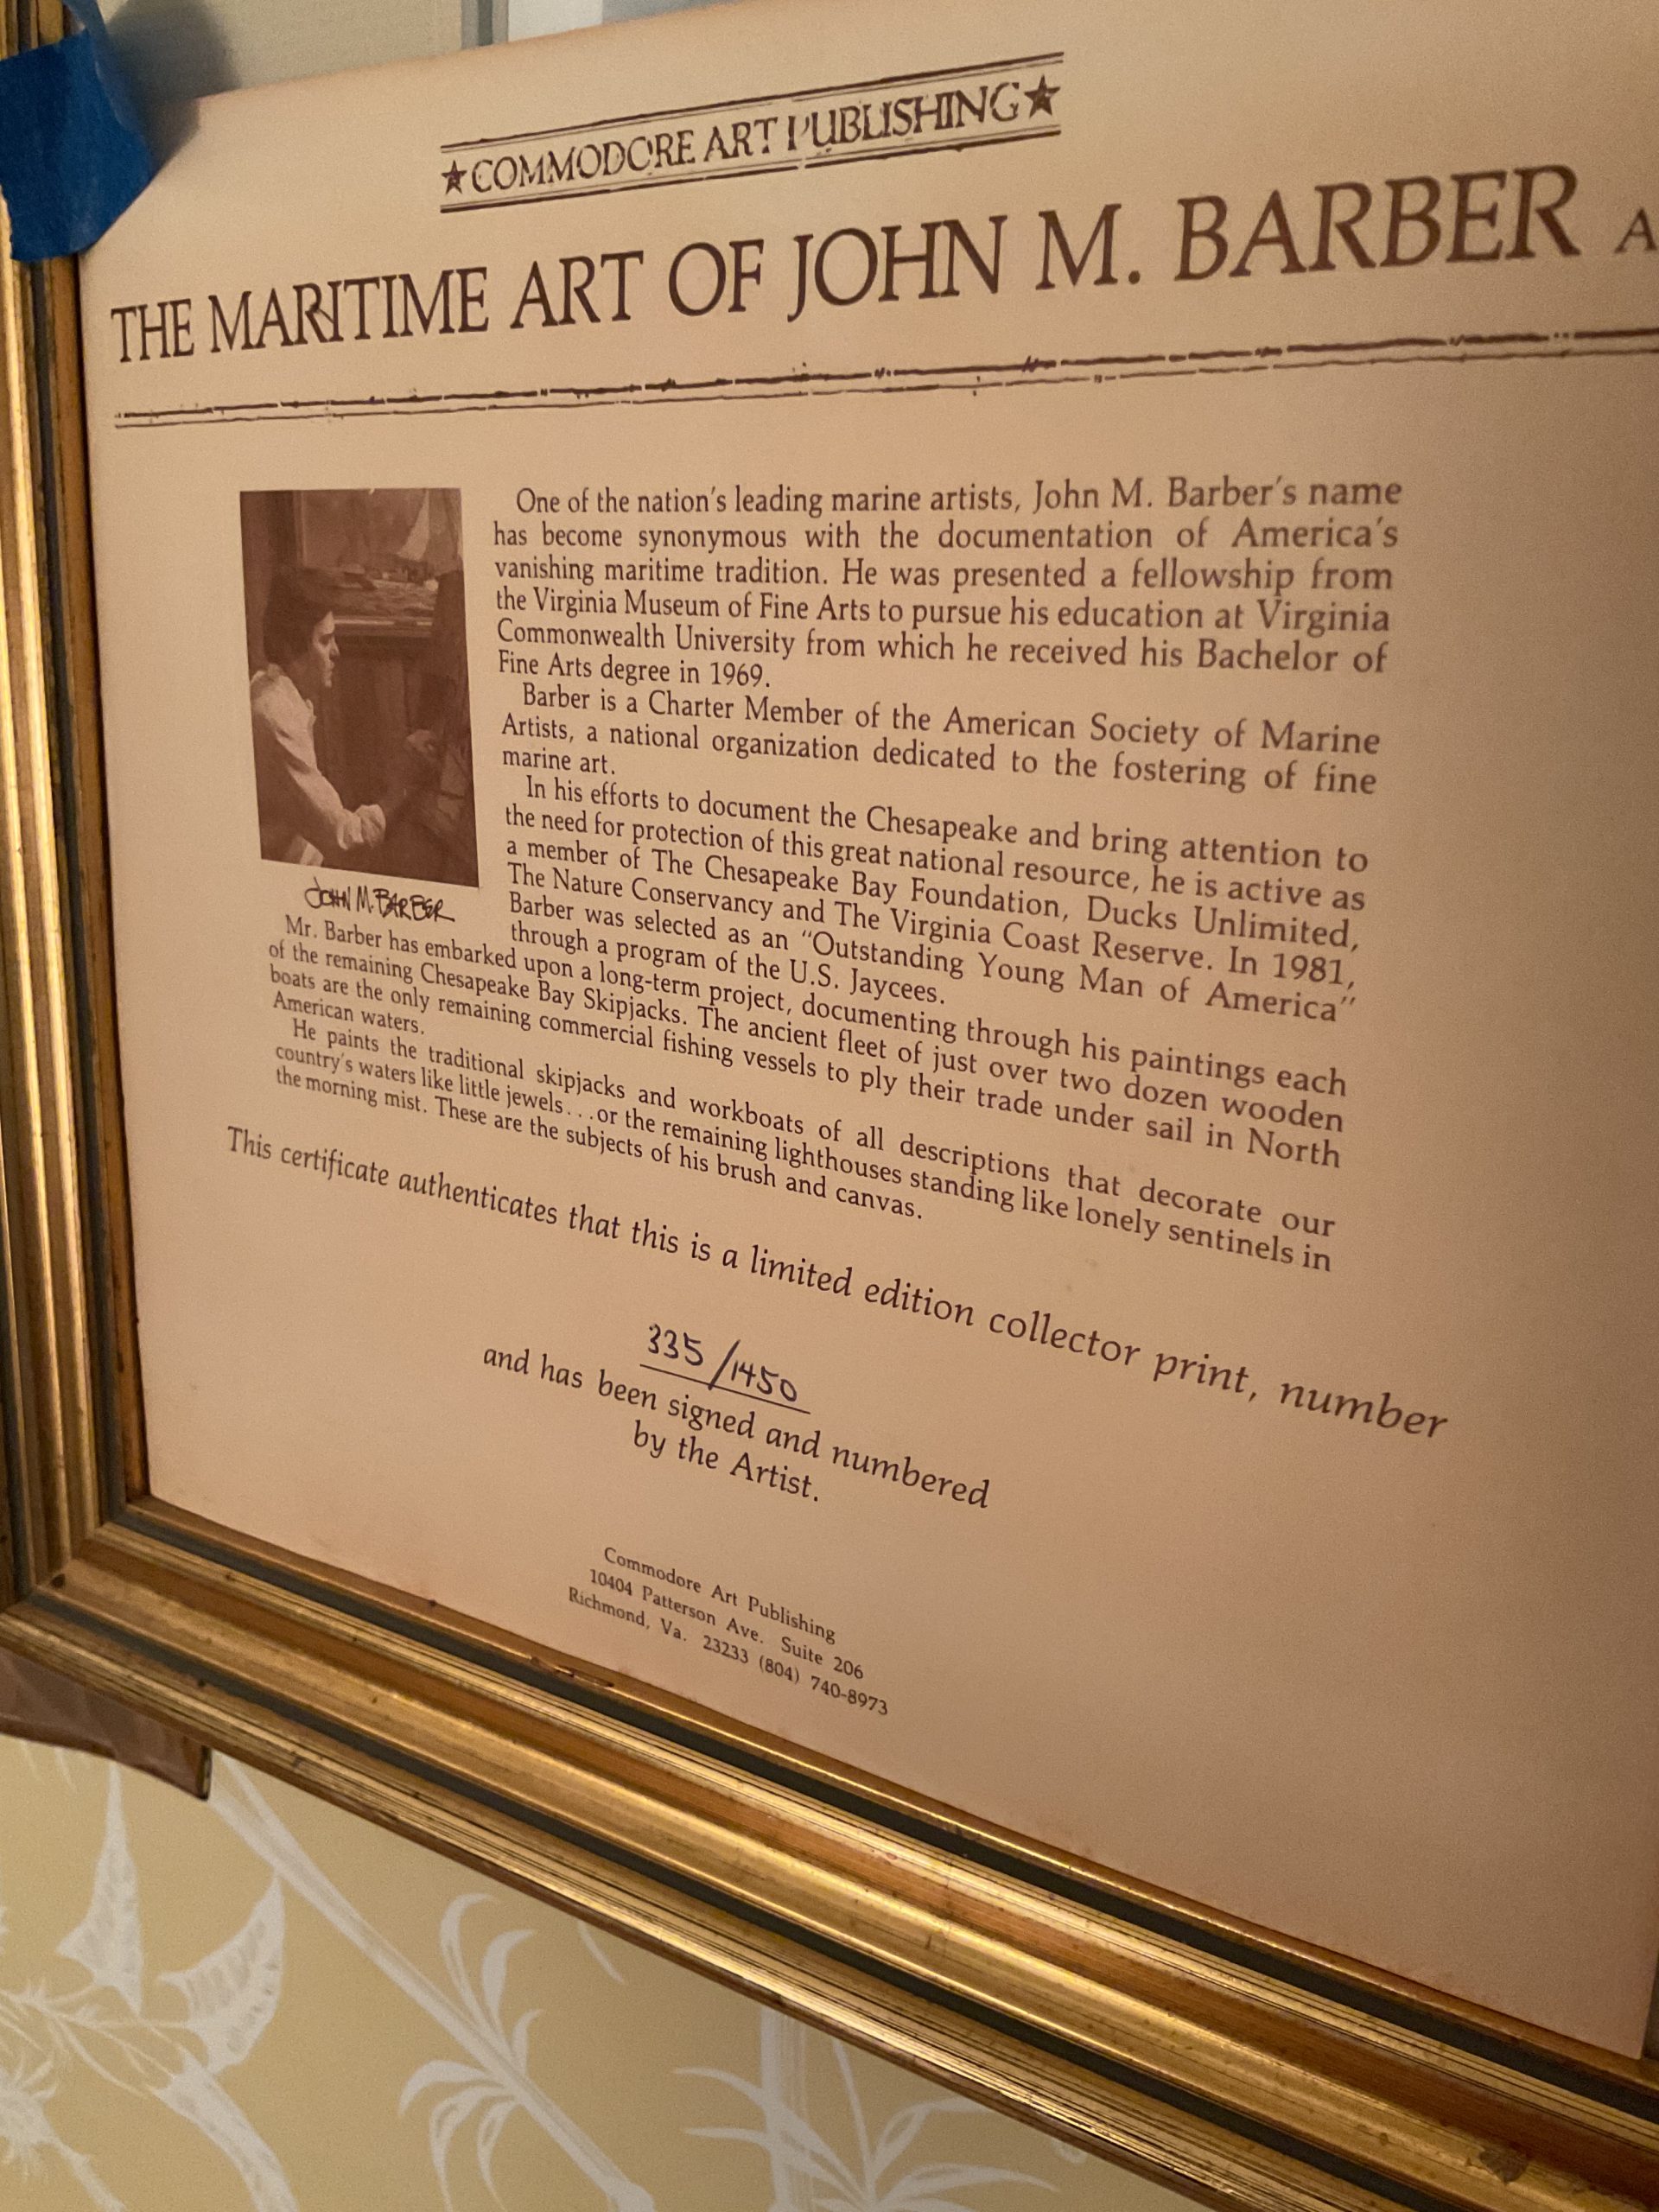 ★COMMODORE ART PUBLISHING★
THE MARITIME ART OF JOHN M. BARBER A
One of the nation's leading marine artists, John M. Barber's name
has become synonymous with the documentation of America's
vanishing maritime tradition. He was presented a fellowship from
the Virginia Museum of Fine Arts to pursue his education at Virginia
Commonwealth University from which he received his Bachelor of
Fine Arts degree in 1969.
Barber is a Charter Member of the American Society of Marine
Artists, a national organization dedicated to the fostering of fine
marine art.
In his efforts to document the Chesapeake and bring attention to
the need for protection of this great national resource, he is active as
a member of The Chesapeake Bay Foundation, Ducks Unlimited,
The Nature Conservancy and The Virginia Coast Reserve. In 1981,
Barber was selected as an "Outstanding Young Man of America"
through a program of the U.S. Jaycees.
JOHN M. BARBER
Mr. Barber has embarked upon a long-term project, documenting through his paintings each
of the remaining Chesapeake Bay Skipjacks. The ancient fleet of just over two dozen wooden
boats are the only remaining commercial fishing vessels to ply their trade under sail in North
American waters.
He paints the traditional skipjacks and workboats of all descriptions that decorate our
country's waters like little jewels...or the remaining lighthouses standing like lonely sentinels in
the morning mist. These are the subjects of his brush and canvas.
This certificate authenticates that this is a limited edition collector print, number
335/1450
and has been signed and numbered
by the Artist.
Commodore Art Publishing
10404 Patterson Ave. Suite 206
Richmond, Va. 23233 (804) 740-8973